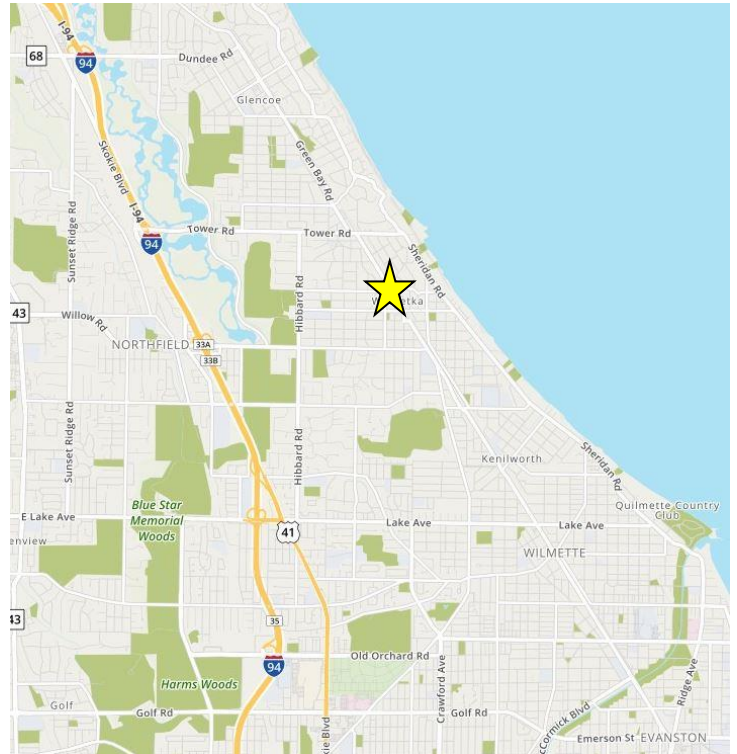 I-94
68
94
Dundee Rd
Glencoe
Skokie Blvd
I-94
Green Bay Rd
Sunset Ridge Rd
94
Tower Rd
Tower Rd
Sheridan Rd
Hibbard Rd
43
Willow Rd
NORTHFIELD
33A
33B
Sunset Ridge Rd
Hibbard Rd
Kenilworth
Sheridan Rd
Blue Star
Memorial
Woods
Quilmette Country
Club
E Lake Ave
41
Lake Ave
Lake Ave
WILMETTE
43
35
Old Orchard Rd
94
Crawford Ave
Ridge Ave
Harms Woods
Golf
Golf Rd
Golf Rd
Emerson St
EVANSTON